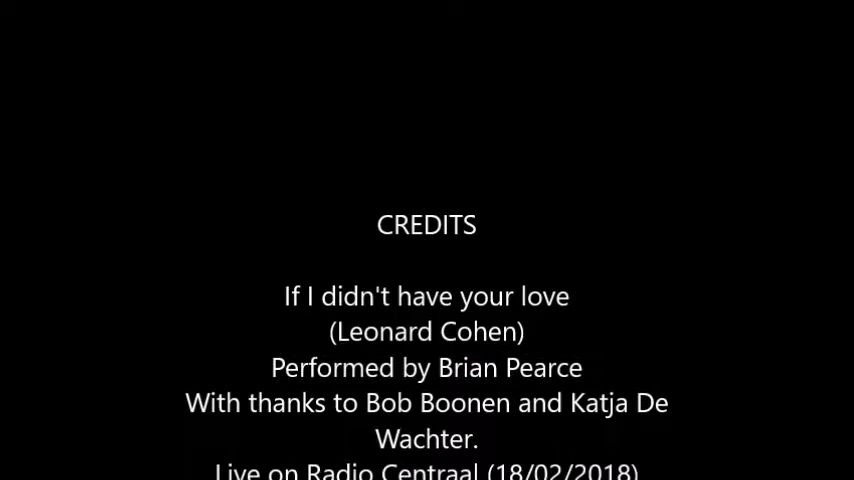 CREDITS
If I didn't have your love
(Leonard Cohen)
Performed by Brian Pearce
With thanks to Bob Boonen and Katja De
Wachter.
Live on Radio Centraal (18/02/2018)